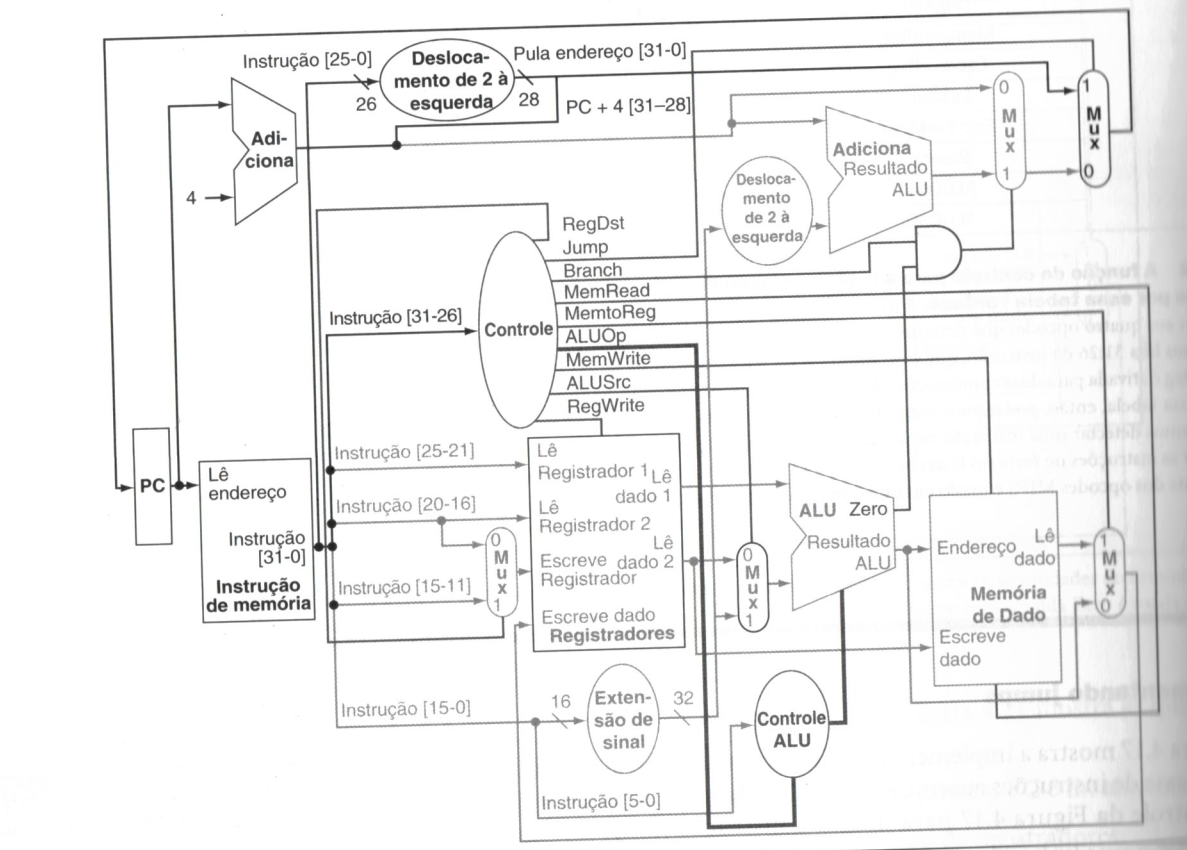 Instrução [25-0]
26
Desloca-
mento de 2 à
esquerda
28
Pula endereço [31-0]
PC + 4 [31–28]
Adi-
ciona
4
Desloca-
mento
de 2 à
esquerda
Adiciona
Resultado
ALU
0
Mux
1
1
Mux
0
RegDst
Jump
Branch
MemRead
MemtoReg
ALUOp
MemWrite
ALUSrc
RegWrite
Instrução [31-26]
Controle
PC
Lê
endereço
Instrução
[31-0]
Instrução
de memória
Instrução [25-21]
Instrução [20-16]
Instrução [15-11]
0
Mux
1
Lê
Registrador 1
Lê
dado 1
Lê
Registrador 2
Lê
dado 2
Escreve
Registrador
Escreve dado
Registradores
0
Mux
1
ALU Zero
Resultado
ALU
Endereço
Lê
dado
Memória
de Dado
Escreve
dado
1
Mux
0
Instrução [15-0]
16
Exten-
são de
sinal
32
Controle
ALU
Instrução [5-0]